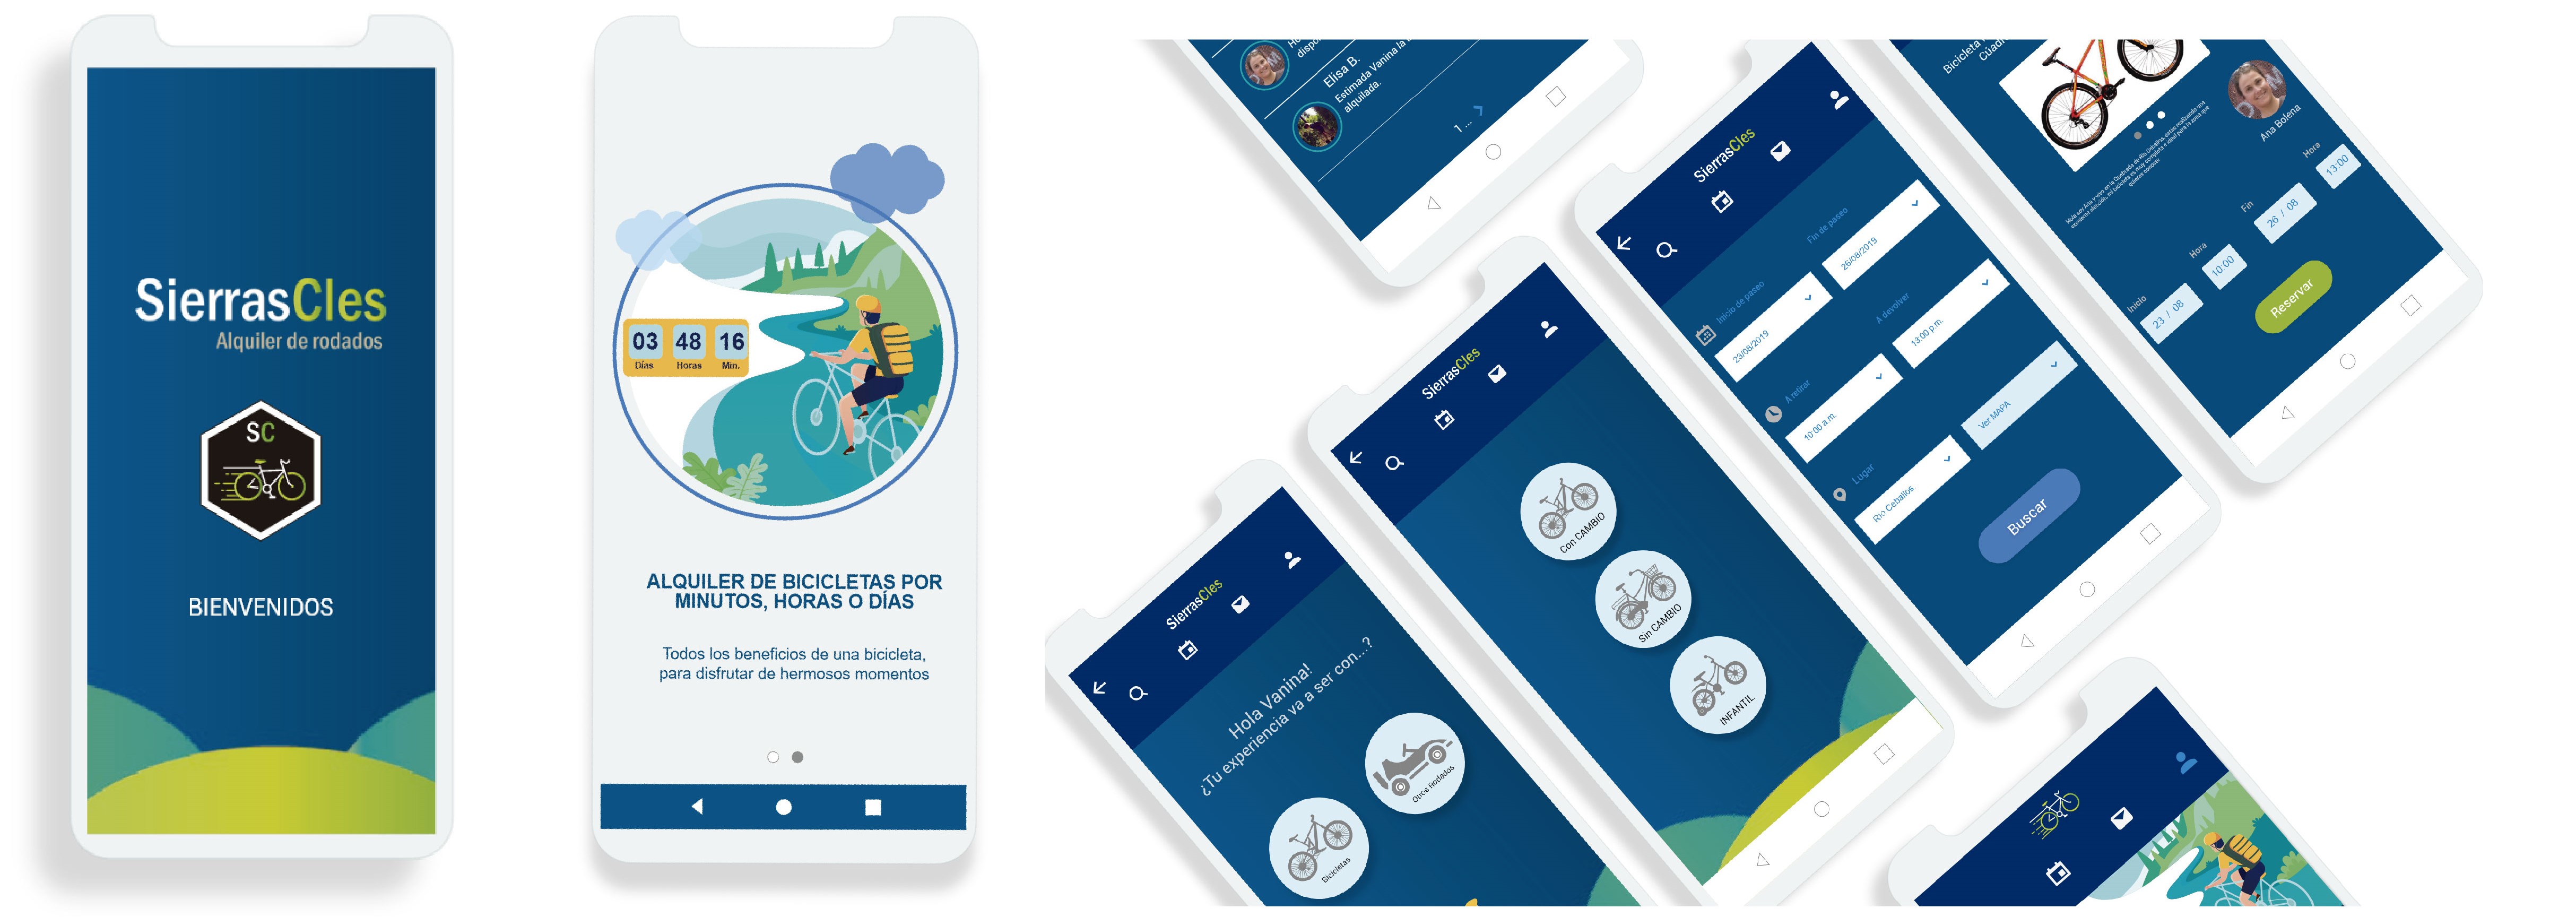 SierrasCles
Alquiler de rodados
SC
BIENVENIDOS
03 48 16
Días Horas Min.
ALQUILER DE BICICLETAS POR
MINUTOS, HORAS O DÍAS
Todos los beneficios de una bicicleta,
para disfrutar de hermosos momentos
Elisa B.
Estimada Vanina la
alquilada.
1 ...
SierrasCles
Hola Vanina!
¿Tu experiencia va a ser con...?
Bicicletas
SierrasCles
Con CAMBIO
Sin CAMBIO
INFANTIL
SierrasCles
Inicio de paseo
Fin de paseo
23/08/2019
26/08/2019
A retirar
A devolver
10:00 a.m.
13:00 p.m.
Lugar
Río Ceballos
Ver MAPA
Buscar
Bicicleta
Ana Bolena
Inicio
Hora
Fin
Hora
23 / 08
10:00
26 / 08
13:00
Reservar